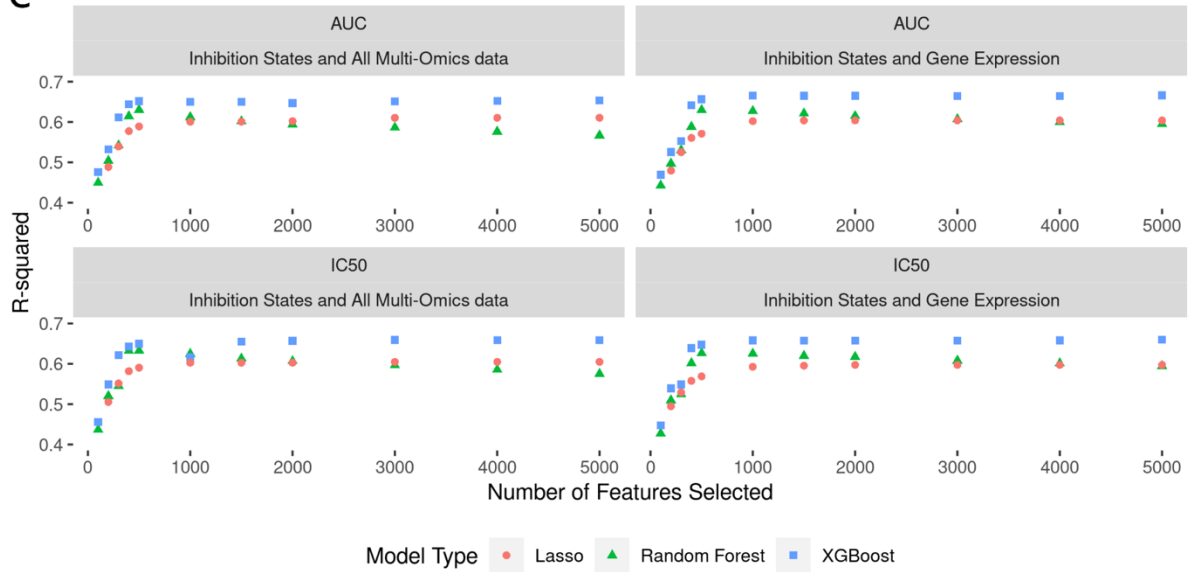 C
AUC
Inhibition States and All Multi-Omics data
AUC
Inhibition States and Gene Expression
R-squared
0.7
0.6
0.5
0.4
0 1000 2000 3000 4000 5000
0 1000 2000 3000 4000 5000
IC50
Inhibition States and All Multi-Omics data
IC50
Inhibition States and Gene Expression
0.7
0.6
0.5
0.4
0 1000 2000 3000 4000 5000
0 1000 2000 3000 4000 5000
Number of Features Selected
Model Type Lasso Random Forest XGBoost